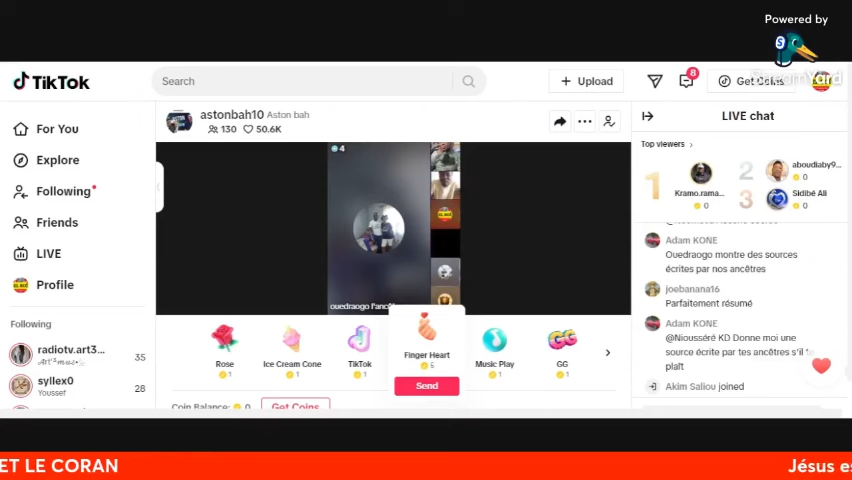 Powered by
StreamYard
TikTok
Search
Upload
8
Get Coins
For You
Explore
Following
Friends
LIVE
Profile
Following
radiotv.art3...
35
syllex0
Youssef
28
astonbah10 Aston bah
130 50.6K
4
Rose
1
Ice Cream Cone
1
TikTok
1
Finger Heart
5
Send
Music Play
1
GG
1
Coin Balance: 0 Get Coins
LIVE chat
Top viewers
1
Kramo.rama...
0
2
aboudiaby9...
0
3
Sidibé Ali
0
Adam KONE
Ouedraogo montre des sources
écrites par nos ancêtres
joebanana16
Parfaitement résumé
Adam KONE
@Niousséré KD Donne moi une
source écrite par tes ancêtres s'il te
plaît
Akim Saliou joined
ET LE CORAN
Jésus es